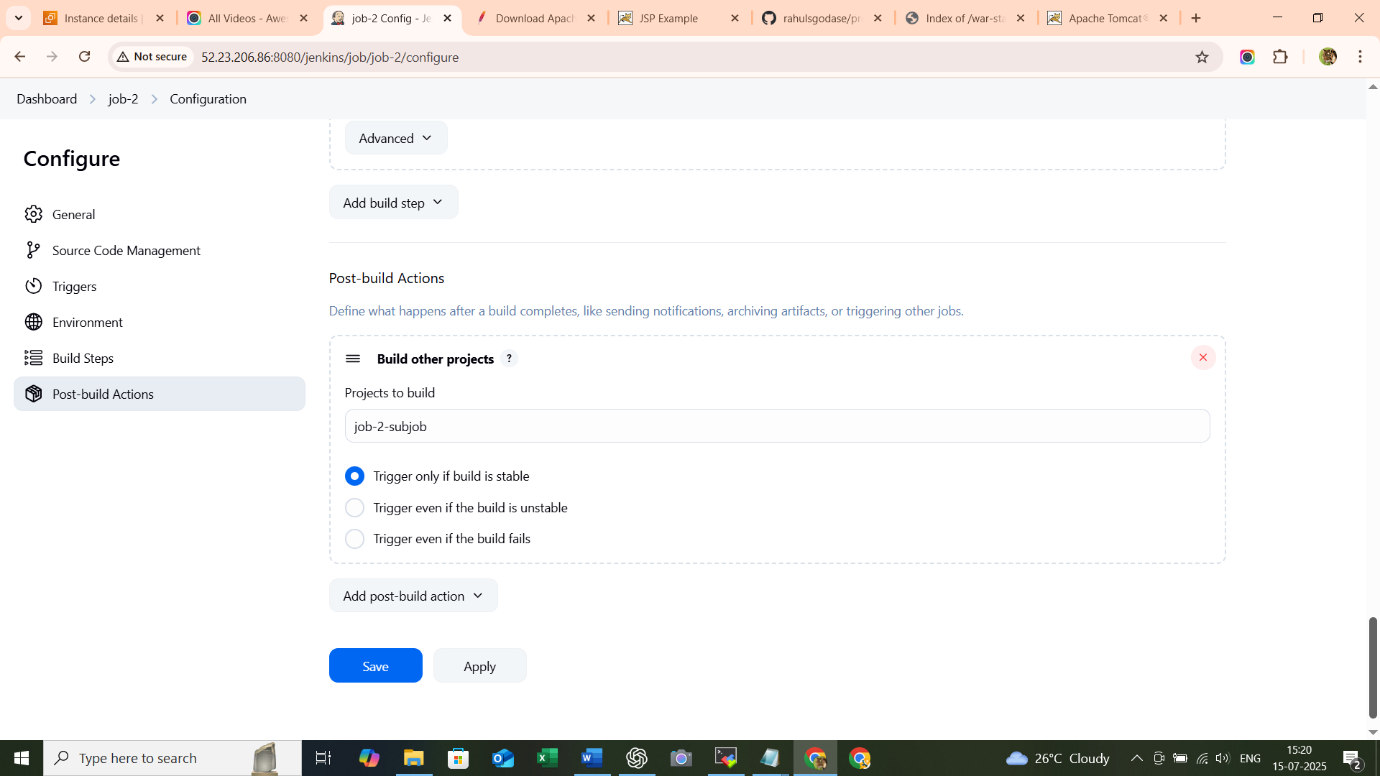 Instance details |
All Videos - Awe
job-2 Config - Je
Download Apach
JSP Example
rahulsgodase/pr
Index of /war-sta
Apache Tomcat®
Not secure
52.23.206.86:8080/jenkins/job/job-2/configure
Dashboard
job-2
Configuration
Configure
General
Source Code Management
Triggers
Environment
Build Steps
Post-build Actions
Advanced
Add build step
Post-build Actions
Define what happens after a build completes, like sending notifications, archiving artifacts, or triggering other jobs.
Build other projects ?
Projects to build
job-2-subjob
Trigger only if build is stable
Trigger even if the build is unstable
Trigger even if the build fails
Add post-build action
Save
Apply
Type here to search
26°C Cloudy
ENG
15:20
15-07-2025
2